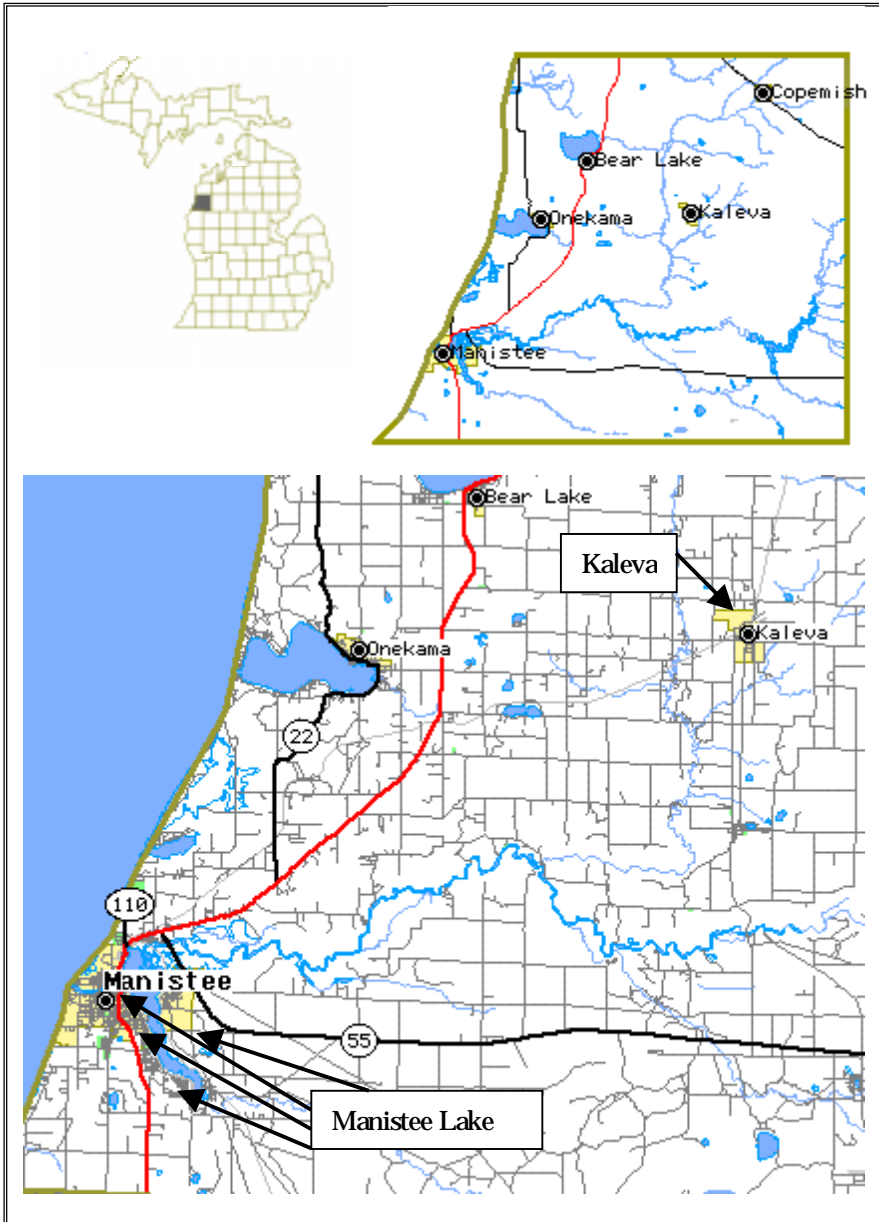 Copemish
Bear Lake
Onekama
Kaleva
Manistee
Bear Lake
Kaleva
Kaleva
Onekama
22
110
Manistee
55
Manistee Lake